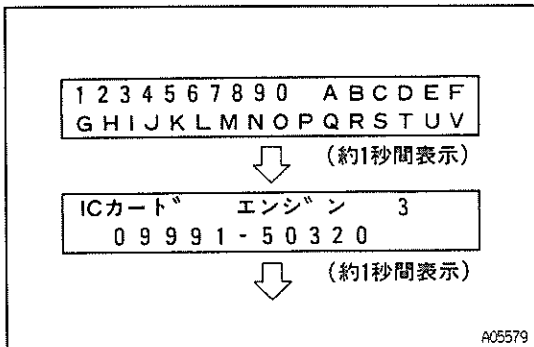 1234567890 ABCDEF
GHIJKLMNOPQRSTUV
(約1秒間表示)
ICカード エンジン 3
09991-50320
(約1秒間表示)
A05579